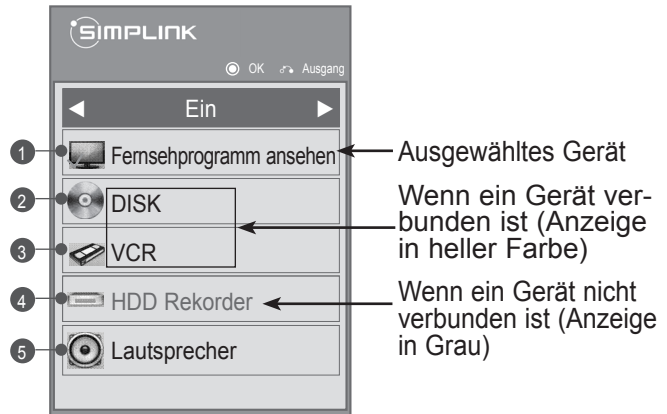 SIMPLINK
OK Ausgang
Ein
1 Fernsehprogramm ansehen
2 DISK
3 VCR
4 HDD Rekorder
5 Lautsprecher
Ausgewähltes Gerät
Wenn ein Gerät ver-
bunden ist (Anzeige
in heller Farbe)
Wenn ein Gerät nicht
verbunden ist (Anzeige
in Grau)